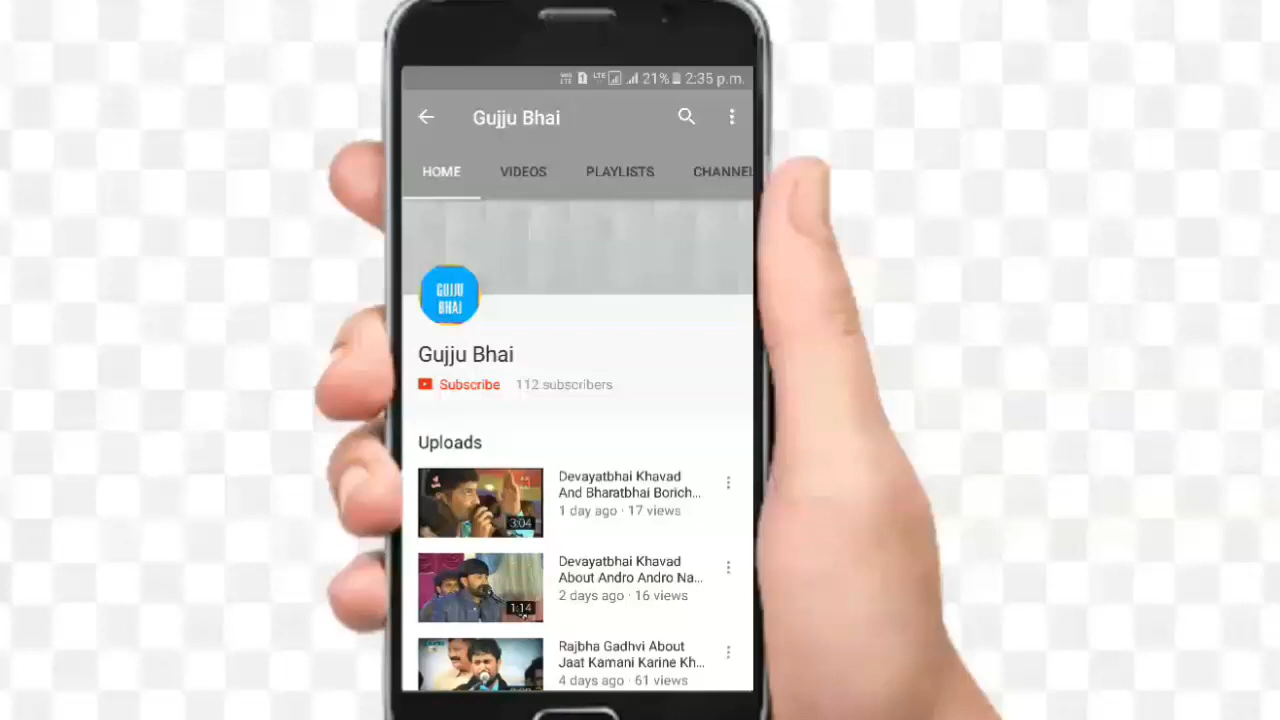 VoLTE LTE 21% 2:35 p.m.
Gujju Bhai
HOME VIDEOS PLAYLISTS CHANNEL
GUJJU
BHAI
Gujju Bhai
Subscribe 112 subscribers
Uploads
Devayatbhai Khavad
And Bharatbhai Borich...
1 day ago · 17 views
3:04
Devayatbhai Khavad
About Andro Andro Na...
2 days ago · 16 views
1:14
Rajbha Gadhvi About
Jaat Kamani Karine Kh...
4 days ago · 61 views